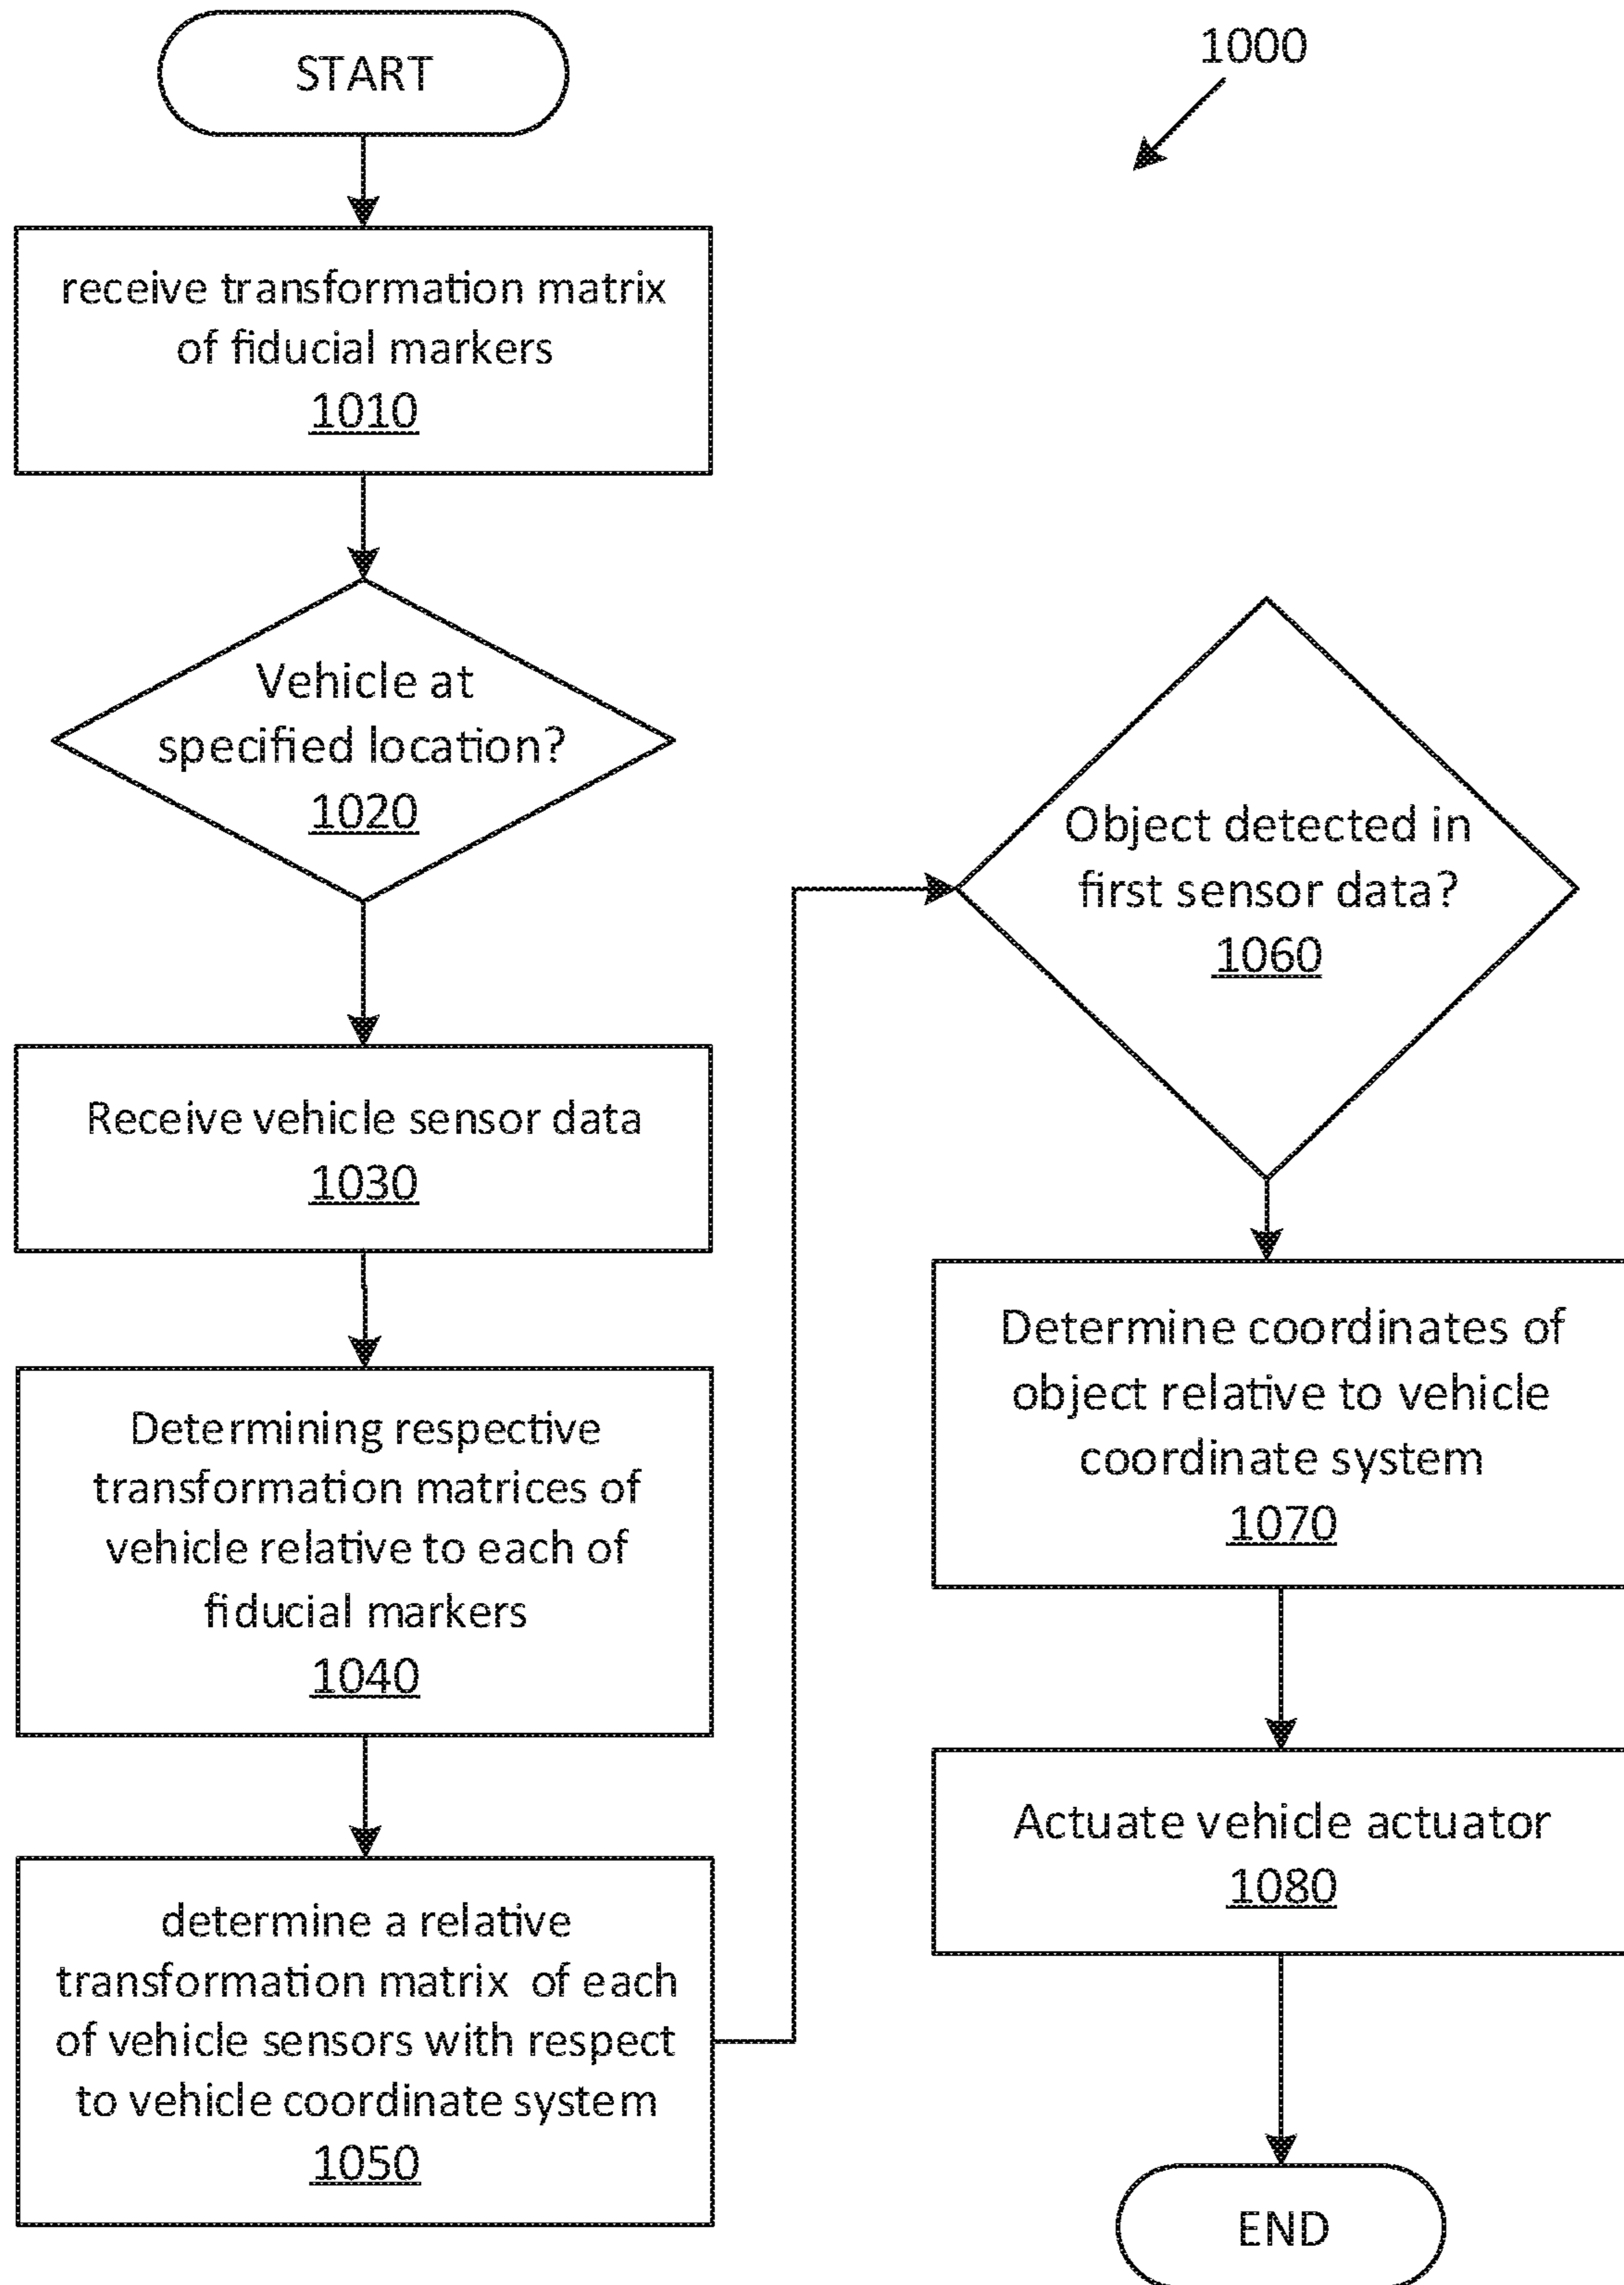 START
1000
receive transformation matrix
of fiducial markers
1010
Vehicle at
specified location?
1020
Receive vehicle sensor data
1030
Determining respective
transformation matrices of
vehicle relative to each of
fiducial markers
1040
determine a relative
transformation matrix of each
of vehicle sensors with respect
to vehicle coordinate system
1050
Object detected in
first sensor data?
1060
Determine coordinates of
object relative to vehicle
coordinate system
1070
Actuate vehicle actuator
1080
END